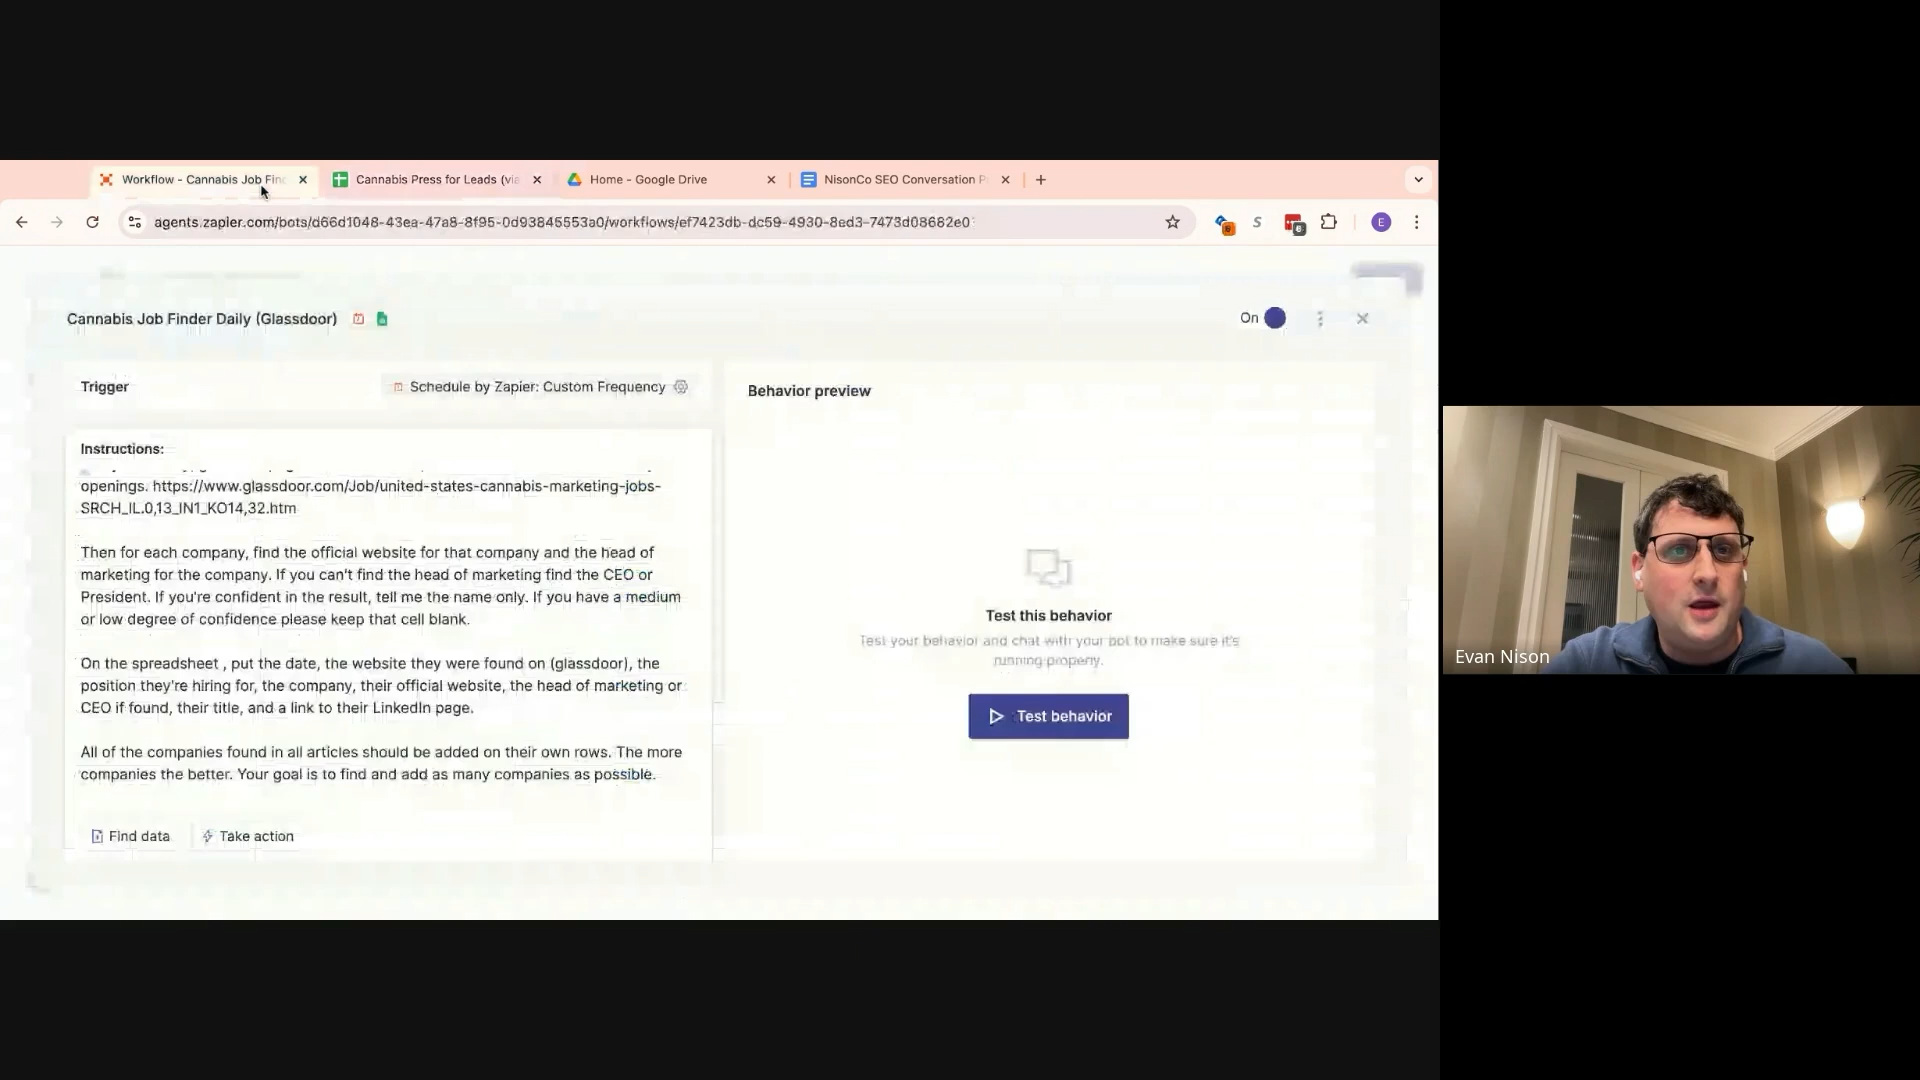 Workflow - Cannabis Job Fin
Cannabis Press for Leads (via
Home - Google Drive
NisonCo SEO Conversation P
agents.zapier.com/bots/d66d1048-43ea-47a8-8f95-0d93845553a0/workflows/ef7423db-dc59-4930-8ed3-7473d08682e0
E
Cannabis Job Finder Daily (Glassdoor)
On
Trigger
Schedule by Zapier: Custom Frequency
Behavior preview
Instructions:
openings. https://www.glassdoor.com/Job/united-states-cannabis-marketing-jobs-
SRCH_IL.0,13_IN1_KO14,32.htm
Then for each company, find the official website for that company and the head of
marketing for the company. If you can't find the head of marketing find the CEO or
President. If you're confident in the result, tell me the name only. If you have a medium
or low degree of confidence please keep that cell blank.
On the spreadsheet , put the date, the website they were found on (glassdoor), the
position they're hiring for, the company, their official website, the head of marketing or
CEO if found, their title, and a link to their LinkedIn page.
All of the companies found in all articles should be added on their own rows. The more
companies the better. Your goal is to find and add as many companies as possible.
Find data
Take action
Test this behavior
Test your behavior and chat with your bot to make sure it's
running properly.
Test behavior
Evan Nison